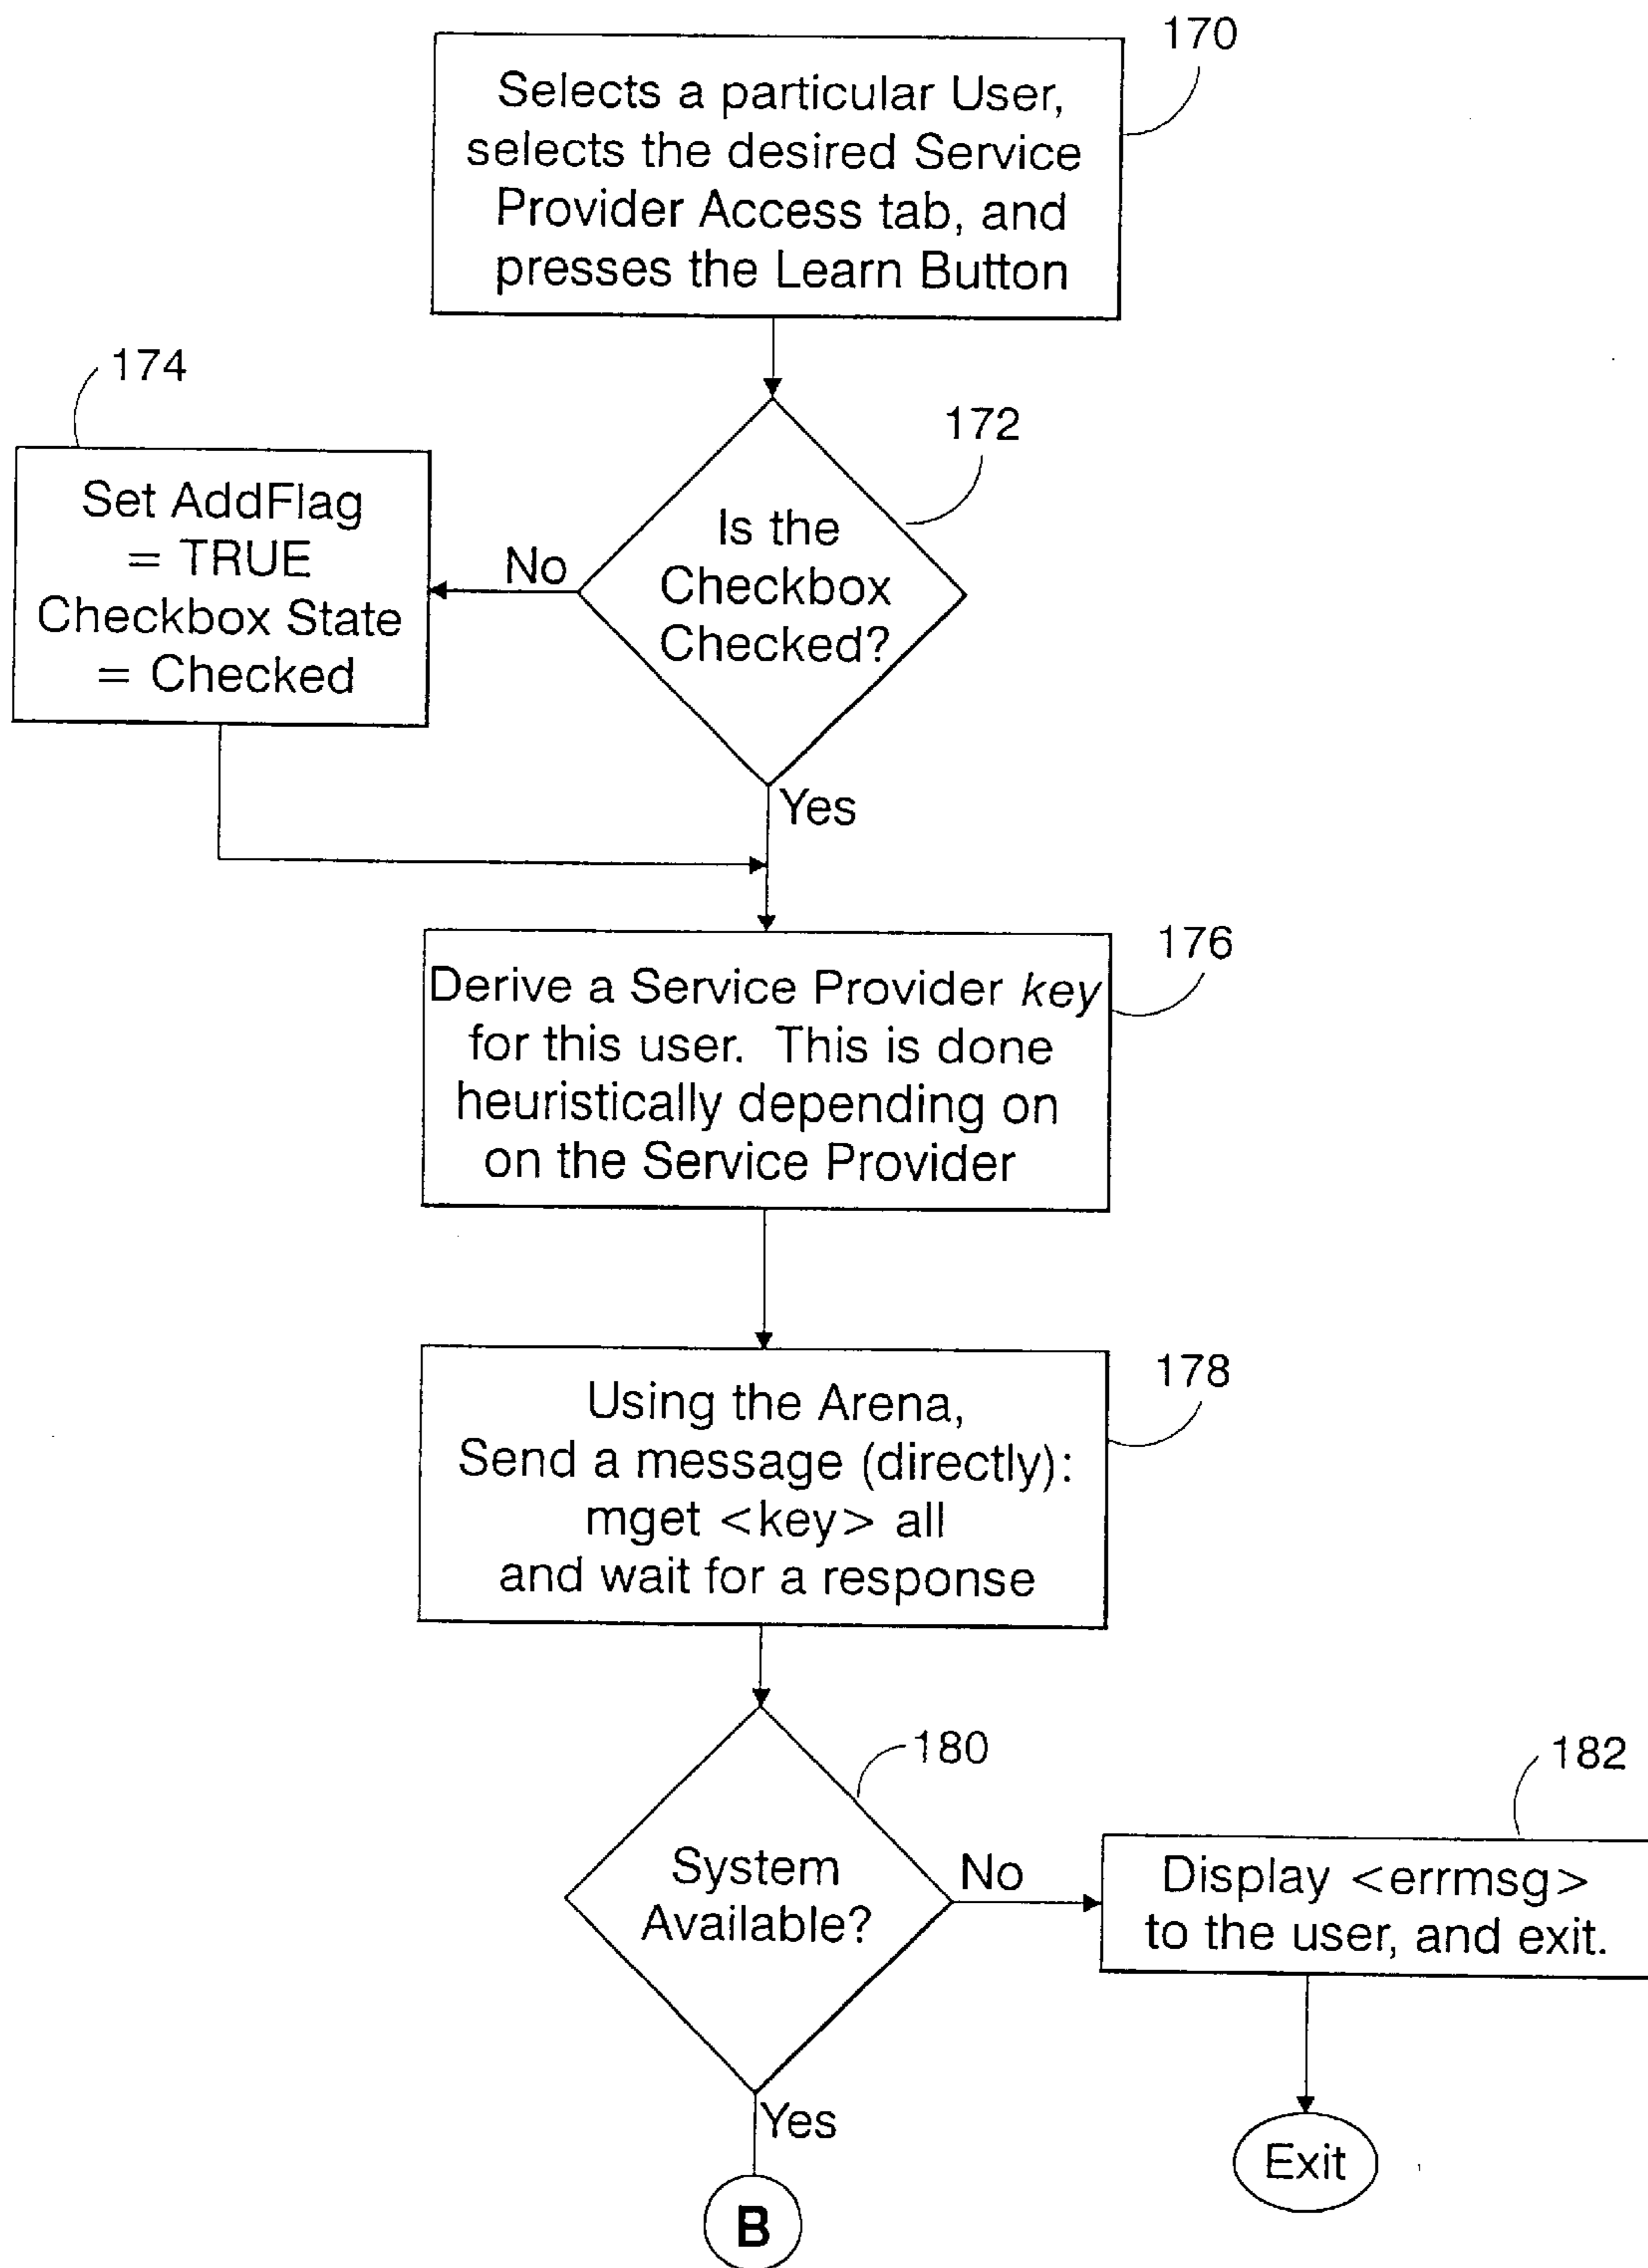 170
Selects a particular User,
selects the desired Service
Provider Access tab, and
presses the Learn Button
174
172
Set AddFlag
= TRUE
Checkbox State
= Checked
No
Is the
Checkbox
Checked?
Yes
176
Derive a Service Provider key
for this user. This is done
heuristically depending on
on the Service Provider
178
Using the Arena,
Send a message (directly):
mget <key> all
and wait for a response
180
182
System
Available?
No
Display <errmsg>
to the user, and exit.
Yes
Exit
B